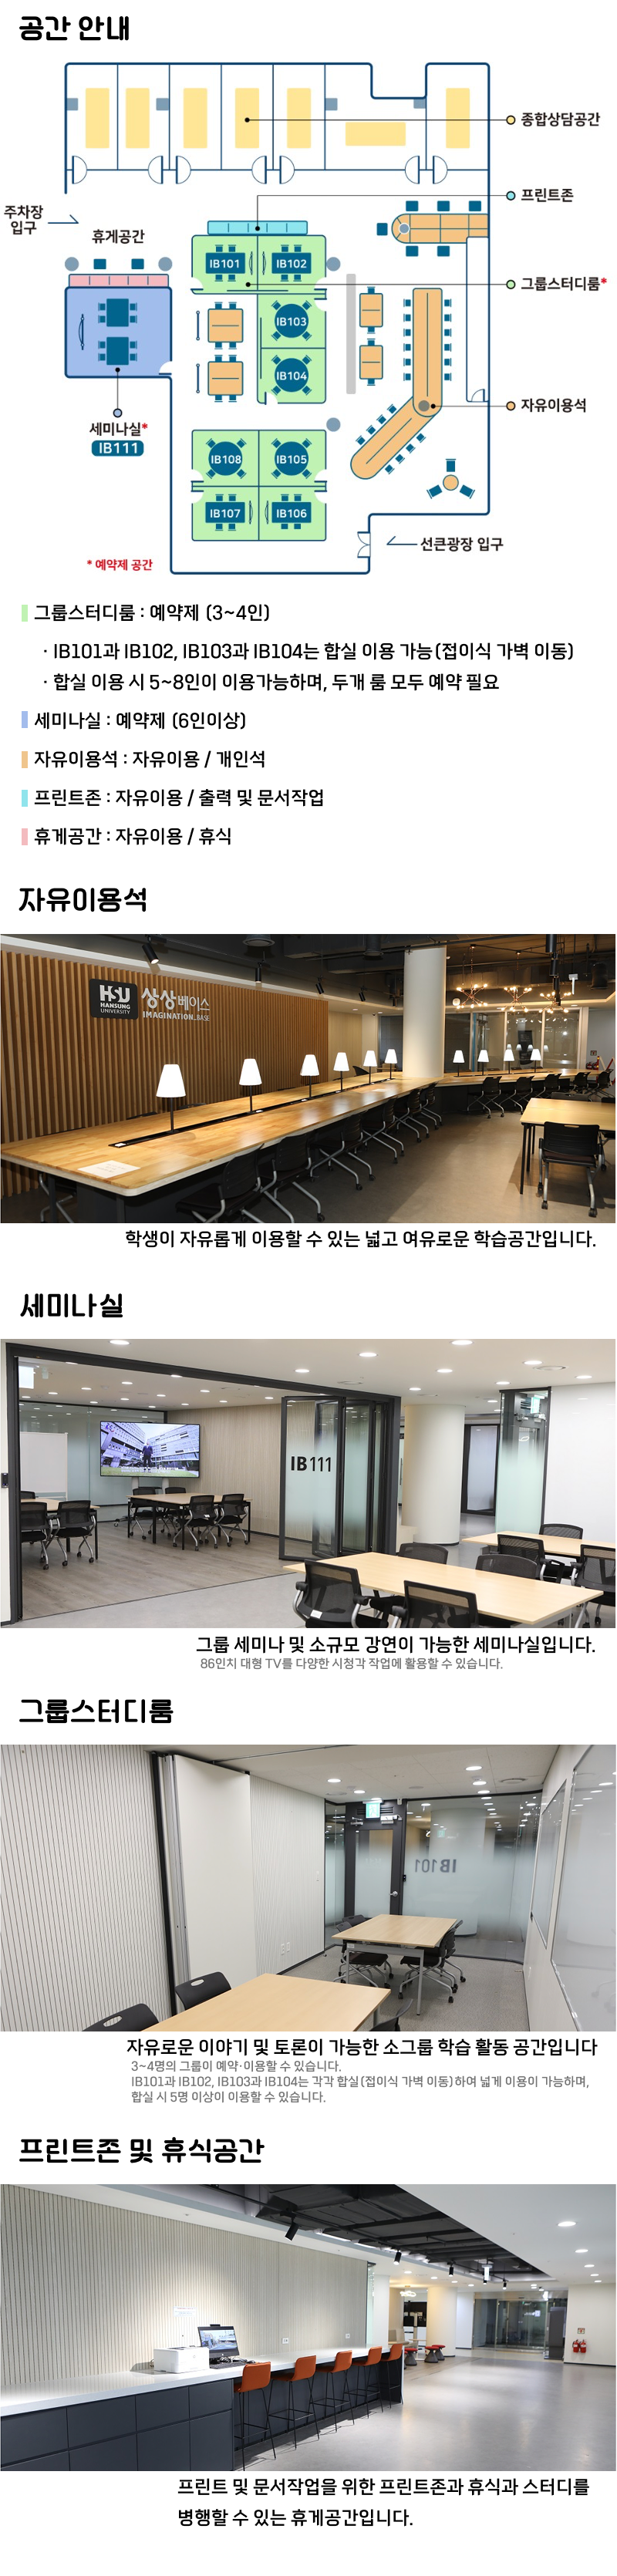 공간 안내
종합상담공간
프린트존
주차장
입구
휴게공간
IB101
IB102
그룹스터디룸*
IB103
IB104
자유이용석
세미나실*
IB111
IB108
IB105
IB107
IB106
선큰광장 입구
* 예약제 공간
그룹스터디룸 : 예약제 (3~4인)
· IB101과 IB102, IB103과 IB104는 합실 이용 가능(접이식 가벽 이동)
· 합실 이용 시 5~8인이 이용가능하며, 두개 룸 모두 예약 필요
세미나실 : 예약제 (6인이상)
자유이용석 : 자유이용 / 개인석
프린트존 : 자유이용 / 출력 및 문서작업
휴게공간 : 자유이용 / 휴식
자유이용석
HSU
HANSUNG
UNIVERSITY
상상베이스
IMAGINATION.BASE
학생이 자유롭게 이용할 수 있는 넓고 여유로운 학습공간입니다.
세미나실
IB111
그룹 세미나 및 소규모 강연이 가능한 세미나실입니다.
86인치 대형 TV를 다양한 시청각 작업에 활용할 수 있습니다.
그룹스터디룸
IB101
자유로운 이야기 및 토론이 가능한 소그룹 학습 활동 공간입니다
3~4명의 그룹이 예약·이용할 수 있습니다.
IB101과 IB102, IB103과 IB104는 각각 합실(접이식 가벽 이동)하여 넓게 이용이 가능하며,
합실 시 5명 이상이 이용할 수 있습니다.
프린트존 및 휴식공간
프린트 및 문서작업을 위한 프린트존과 휴식과 스터디를
병행할 수 있는 휴게공간입니다.